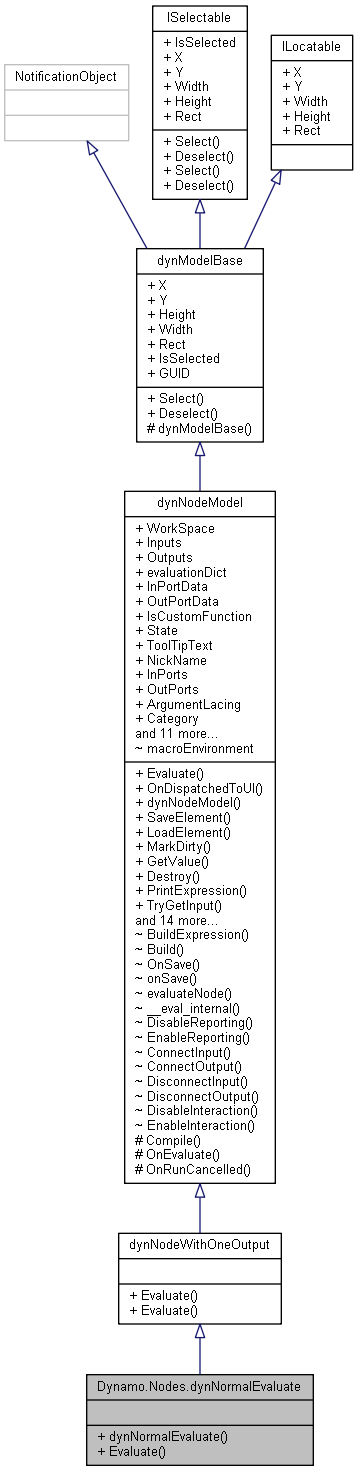 ISelectable
+ IsSelected
+ X
+ Y
+ Width
+ Height
+ Rect
+ Select()
+ Deselect()
+ Select()
+ Deselect()
ILocatable
+ X
+ Y
+ Width
+ Height
+ Rect
NotificationObject
dynModelBase
+ X
+ Y
+ Height
+ Width
+ Rect
+ IsSelected
+ GUID
+ Select()
+ Deselect()
# dynModelBase()
dynNodeModel
+ WorkSpace
+ Inputs
+ Outputs
+ evaluationDict
+ InPortData
+ OutPortData
+ IsCustomFunction
+ State
+ ToolTipText
+ NickName
+ InPorts
+ OutPorts
+ ArgumentLacing
+ Category
and 11 more...
~ macroEnvironment
+ Evaluate()
+ OnDispatchedToUI()
+ dynNodeModel()
+ SaveElement()
+ LoadElement()
+ MarkDirty()
+ GetValue()
+ Destroy()
+ PrintExpression()
+ TryGetInput()
and 14 more...
~ BuildExpression()
~ Build()
~ OnSave()
~ onSave()
~ evaluateNode()
~ __eval_internal()
~ DisableReporting()
~ EnableReporting()
~ ConnectInput()
~ ConnectOutput()
~ DisconnectInput()
~ DisconnectOutput()
~ DisableInteraction()
~ EnableInteraction()
# Compile()
# OnEvaluate()
# OnRunCancelled()
dynNodeWithOneOutput
+ Evaluate()
+ Evaluate()
Dynamo.Nodes.dynNormalEvaluate
+ dynNormalEvaluate()
+ Evaluate()